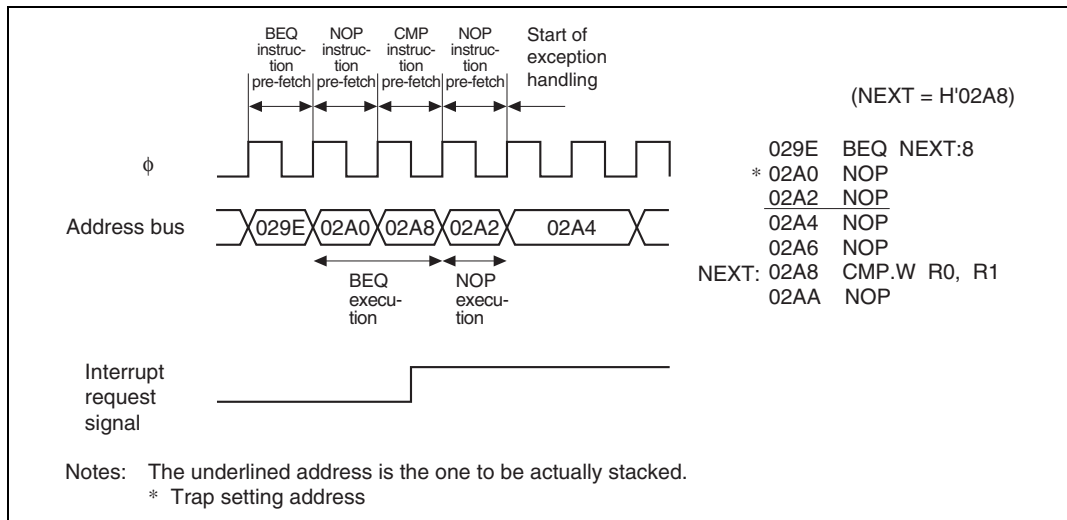 BEQ instruc- tion pre-fetch
NOP instruc- tion pre-fetch
CMP instruc- tion pre-fetch
NOP instruc- tion pre-fetch
Start of exception handling
(NEXT = H'02A8)
ϕ
Address bus
029E 02A0 02A8 02A2 02A4
BEQ execu- tion
NOP execu- tion
Interrupt request signal
029E BEQ NEXT:8
* 02A0 NOP
02A2 NOP
02A4 NOP
02A6 NOP
NEXT: 02A8 CMP.W R0, R1
02AA NOP
Notes: The underlined address is the one to be actually stacked.
* Trap setting address